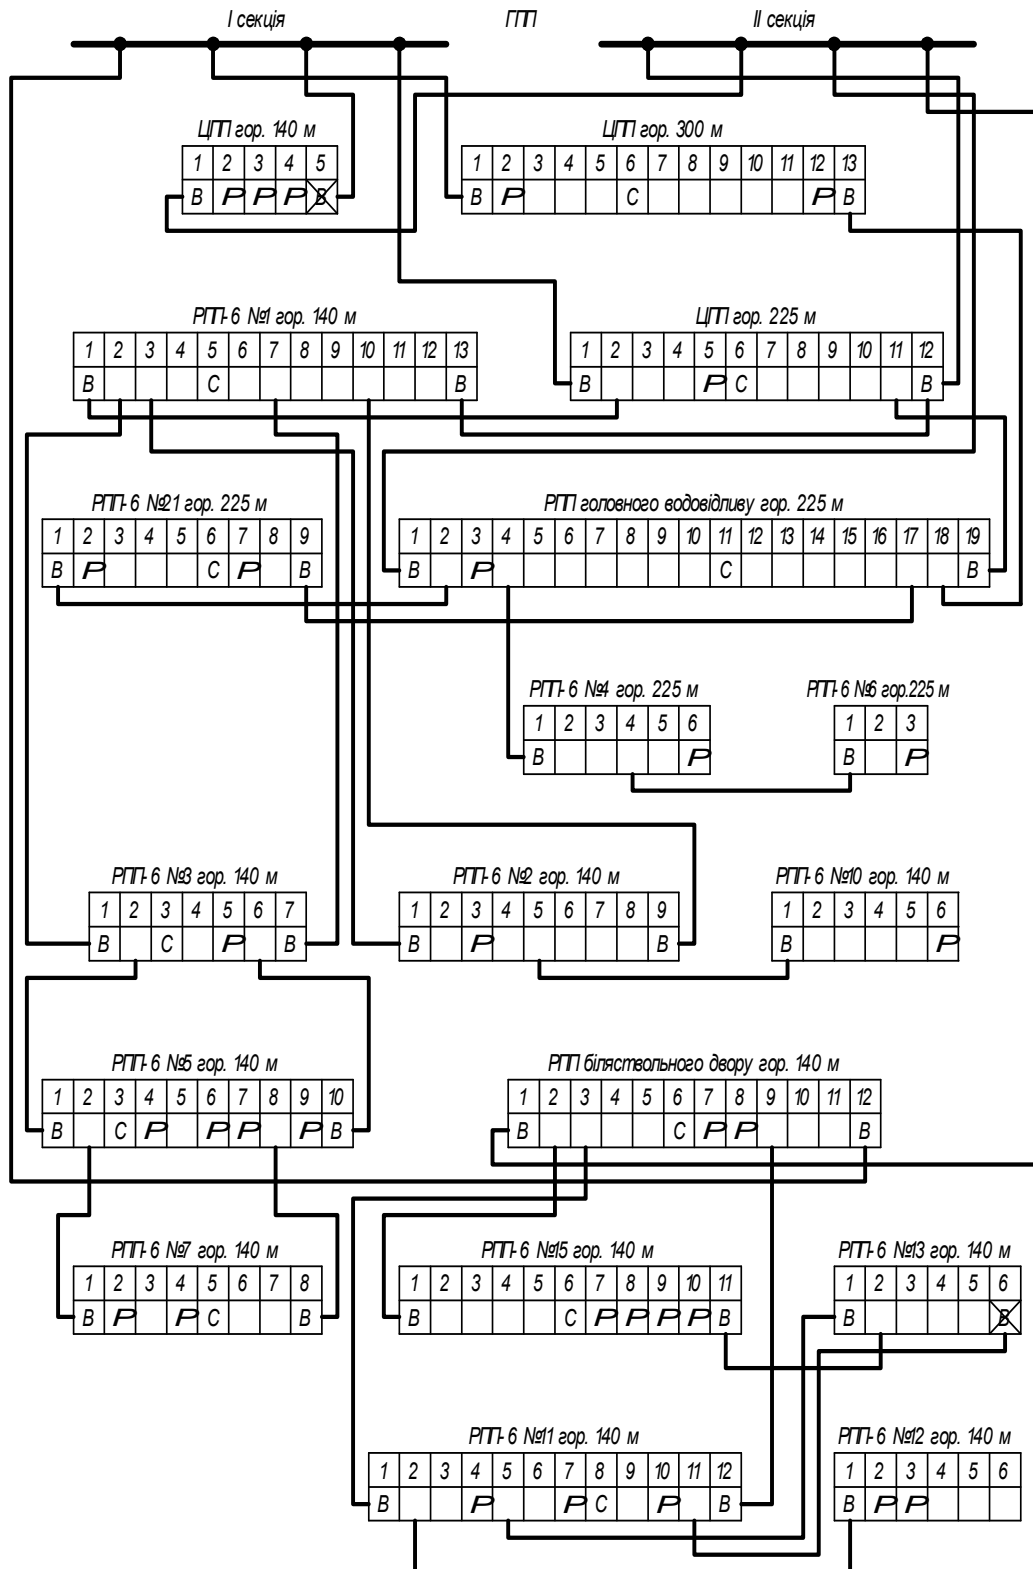 І секція ГПП ІІ секція
ЦПП гор. 140 м ЦПП гор. 300 м
1 2 3 4 5 1 2 3 4 5 6 7 8 9 10 11 12 13
В Р Р Р В В Р С Р В
РПП-6 №1 гор. 140 м ЦПП гор. 225 м
1 2 3 4 5 6 7 8 9 10 11 12 13 1 2 3 4 5 6 7 8 9 10 11 12
В С В В Р С В
РПП-6 №21 гор. 225 м РПП головного водовідливу гор. 225 м
1 2 3 4 5 6 7 8 9 1 2 3 4 5 6 7 8 9 10 11 12 13 14 15 16 17 18 19
В Р С Р В В Р С В
РПП-6 №4 гор. 225 м РПП-6 №6 гор.225 м
1 2 3 4 5 6 1 2 3
В Р В Р
РПП-6 №3 гор. 140 м РПП-6 №2 гор. 140 м РПП-6 №10 гор. 140 м
1 2 3 4 5 6 7 1 2 3 4 5 6 7 8 9 1 2 3 4 5 6
В С Р В В Р В В Р
РПП-6 №5 гор. 140 м РПП біляствольного двору гор. 140 м
1 2 3 4 5 6 7 8 9 10 1 2 3 4 5 6 7 8 9 10 11 12
В С Р Р Р Р В В С Р Р В
РПП-6 №7 гор. 140 м РПП-6 №15 гор. 140 м РПП-6 №13 гор. 140 м
1 2 3 4 5 6 7 8 1 2 3 4 5 6 7 8 9 10 11 1 2 3 4 5 6
В Р Р С В В С Р Р Р Р В В В
РПП-6 №11 гор. 140 м РПП-6 №12 гор. 140 м
1 2 3 4 5 6 7 8 9 10 11 12 1 2 3 4 5 6
В Р Р С Р В В Р Р